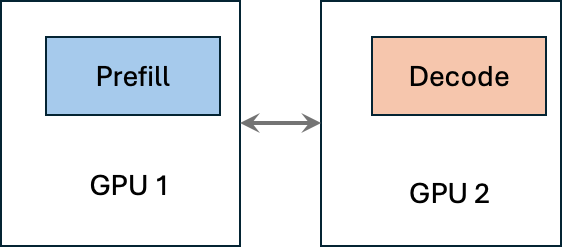 Prefill
Decode
GPU 1
GPU 2